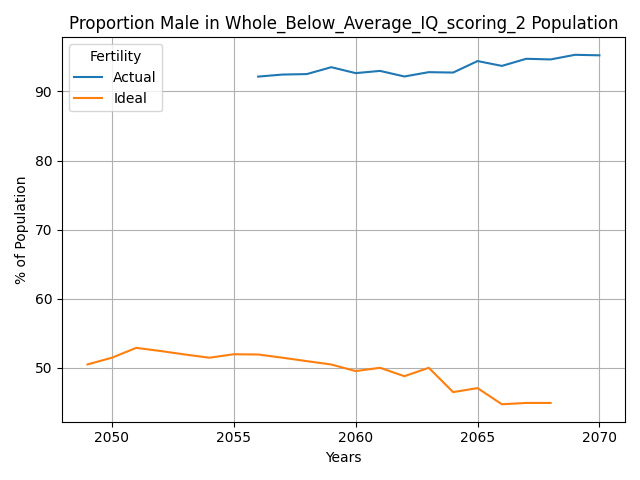 Proportion Male in Whole_Below_Average_IQ_scoring_2 Population
Fertility
Actual
Ideal
% of Population
90
80
70
60
50
2050 2055 2060 2065 2070
Years